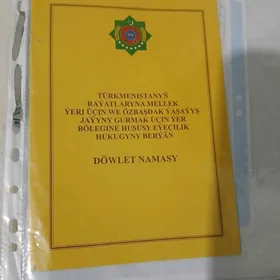 TÜRKMENISTANYŇ
RAÝATLARYNA MELLEK
ÝERI ÜÇIN WE ÖZBAŞDAK ÝAŞAÝYŞ
JAÝYNY GURMAK ÜÇIN ÝER
BÖLEGINE HUSUSY EÝEÇILIK
HUKUGYNY BERÝÄN
DÖWLET NAMASY